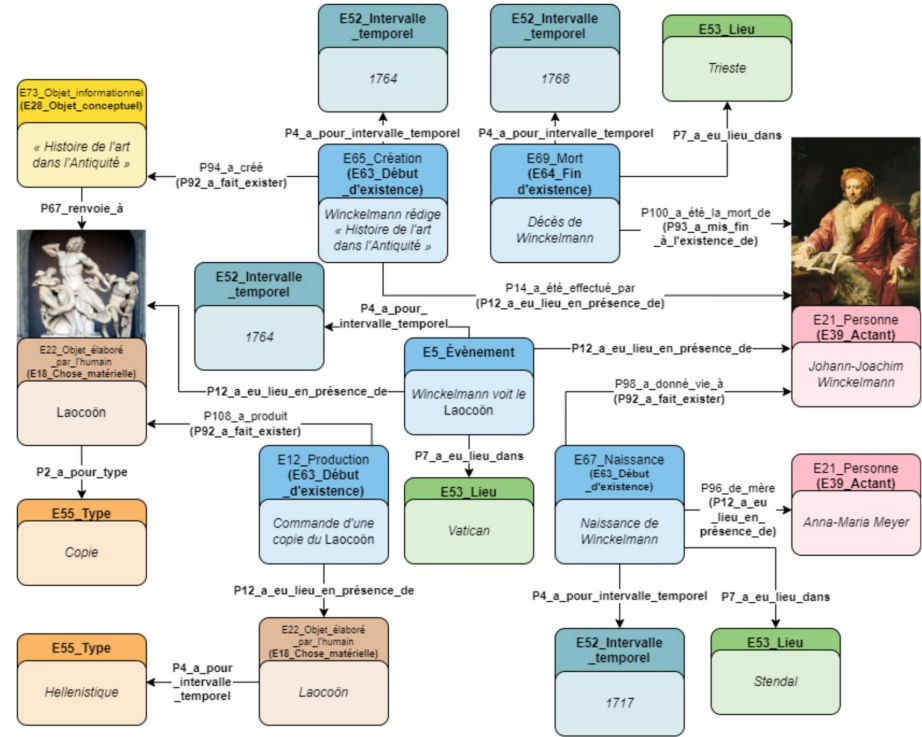 E52_Intervalle
_temporel
1764
E52_Intervalle
_temporel
1768
E53_Lieu
Trieste
E73_Objet_informationnel
(E28_Objet_conceptuel)
« Histoire de l'art
dans l'Antiquité »
P4_a_pour_intervalle_temporel
P4_a_pour_intervalle_temporel
P7_a_eu_lieu_dans
P94_a_créé
(P92_a_fait_exister)
E65_Création
(E63_Début
_d'existence)
Winckelmann rédige
« Histoire de l'art
dans l'Antiquité »
E69_Mort
(E64_Fin
d'existence)
Décès de
Winckelmann
P100_a_été_la_mort_de
(P93_a_mis_fin
_à_l'existence_de)
P67_renvoie_à
E52_Intervalle
_temporel
1764
P4_a_pour_
intervalle_temporel
P14_a_été_effectué_par
(P12_a_eu_lieu_en_présence_de)
E22_Objet_élaboré
_par_l'humain
(E18_Chose_matérielle)
Laocoön
P12_a_eu_lieu_en_présence_de
E5_Évènement
Winckelmann voit le
Laocoön
P12_a_eu_lieu_en_présence_de
E21_Personne
(E39_Actant)
Johann-Joachim
Winckelmann
P98_a_donné_vie_à
(P92_a_fait_exister)
P108_a_produit
(P92_a_fait_exister)
P2_a_pour_type
E12_Production
(E63_Début
_d'existence)
Commande d'une
copie du Laocoön
P7_a_eu_lieu_dans
E67_Naissance
(E63_Début
_d'existence)
Naissance de
Winckelmann
P96_de_mère
(P12_a_eu
_lieu_en_
présence_de)
E21_Personne
(E39_Actant)
Anna-Maria Meyer
E55_Type
Copie
E53_Lieu
Vatican
P12_a_eu_lieu_en_présence_de
P4_a_pour_intervalle_temporel
P7_a_eu_lieu_dans
E55_Type
Hellenistique
P4_a_pour
_intervalle_
temporel
E22_Objet_élaboré
_par_l'humain
(E18_Chose_matérielle)
Laocoön
E52_Intervalle
_temporel
1717
E53_Lieu
Stendal